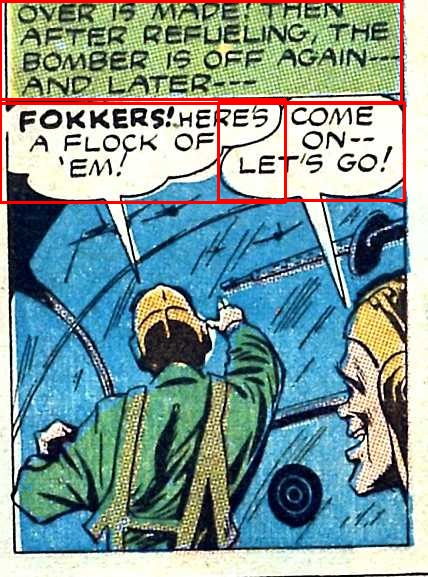 OVER IS MADE! THEN
AFTER REFUELING, THE
BOMBER IS OFF AGAIN---
AND LATER---
FOKKERS! HERE'S
A FLOCK OF
'EM!
COME
ON--
LET'S GO!